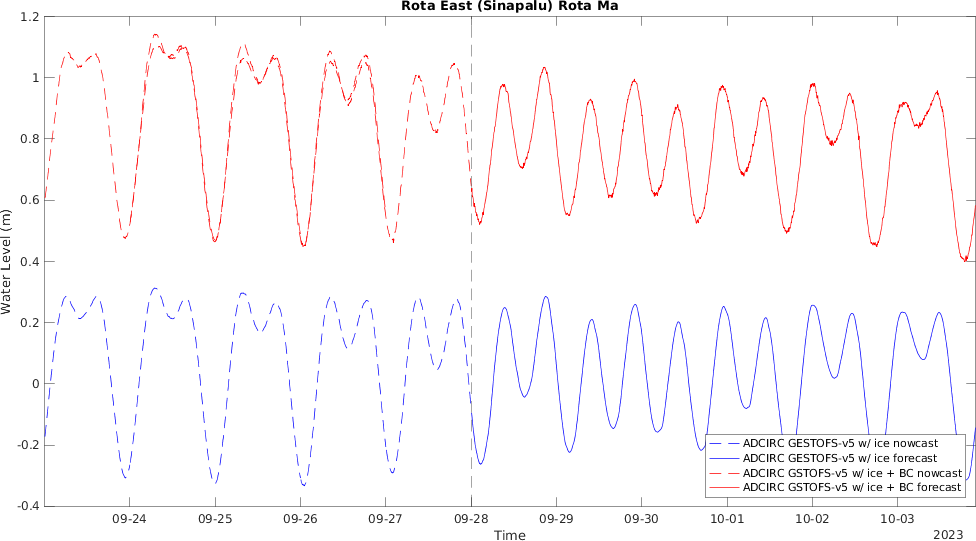 Rota East (Sinapalu) Rota Ma
Water Level (m)
1.2
1
0.8
0.6
0.4
0.2
0
-0.2
-0.4
ADCIRC GESTOFS-v5 w/ ice nowcast
ADCIRC GESTOFS-v5 w/ ice forecast
ADCIRC GSTOFS-v5 w/ ice + BC nowcast
ADCIRC GSTOFS-v5 w/ ice + BC forecast
09-24 09-25 09-26 09-27 09-28 09-29 09-30 10-01 10-02 10-03
Time
2023